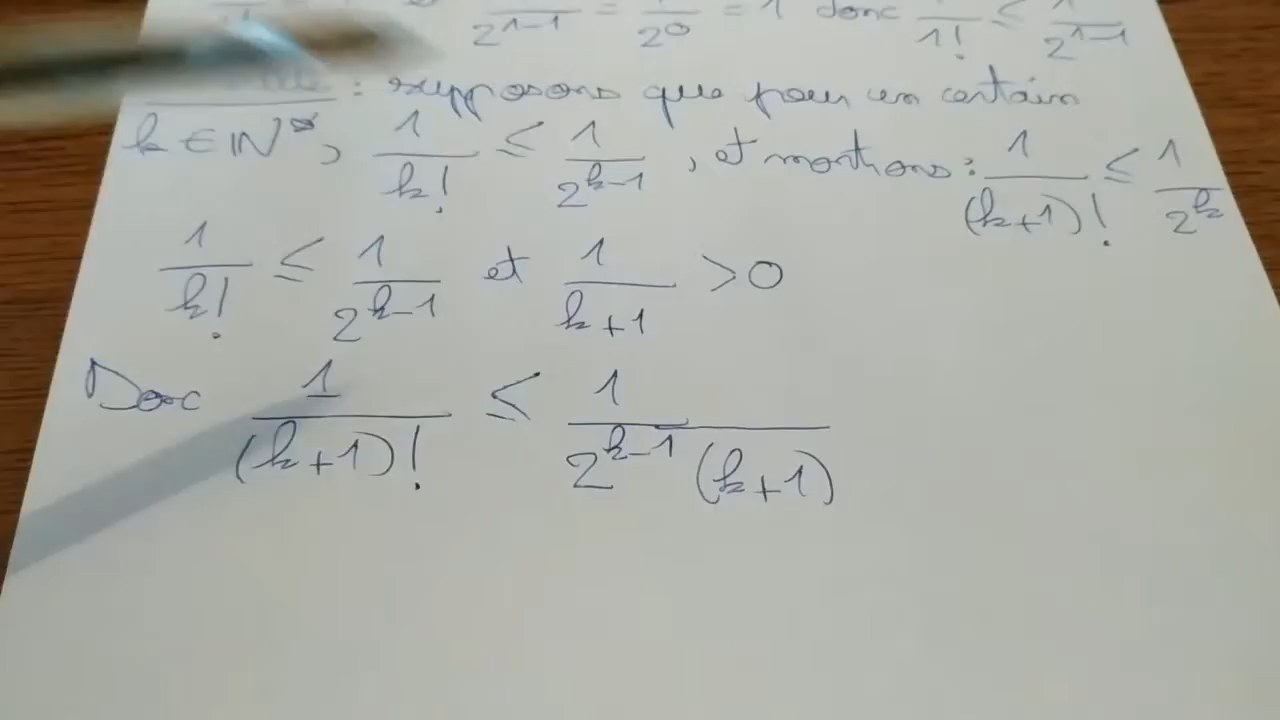 1/2^{1-1} = 1/2^0 = 1 donc 1/1! ≤ 1/2^{1-1}
: supposons que pour un certain
k ∈ ℕ*, 1/k! ≤ 1/2^{k-1}, et montrons : 1/(k+1)! ≤ 1/2^k
1/k! ≤ 1/2^{k-1} et 1/(k+1) > 0
Donc 1/(k+1)! ≤ 1/(2^{k-1} (k+1))